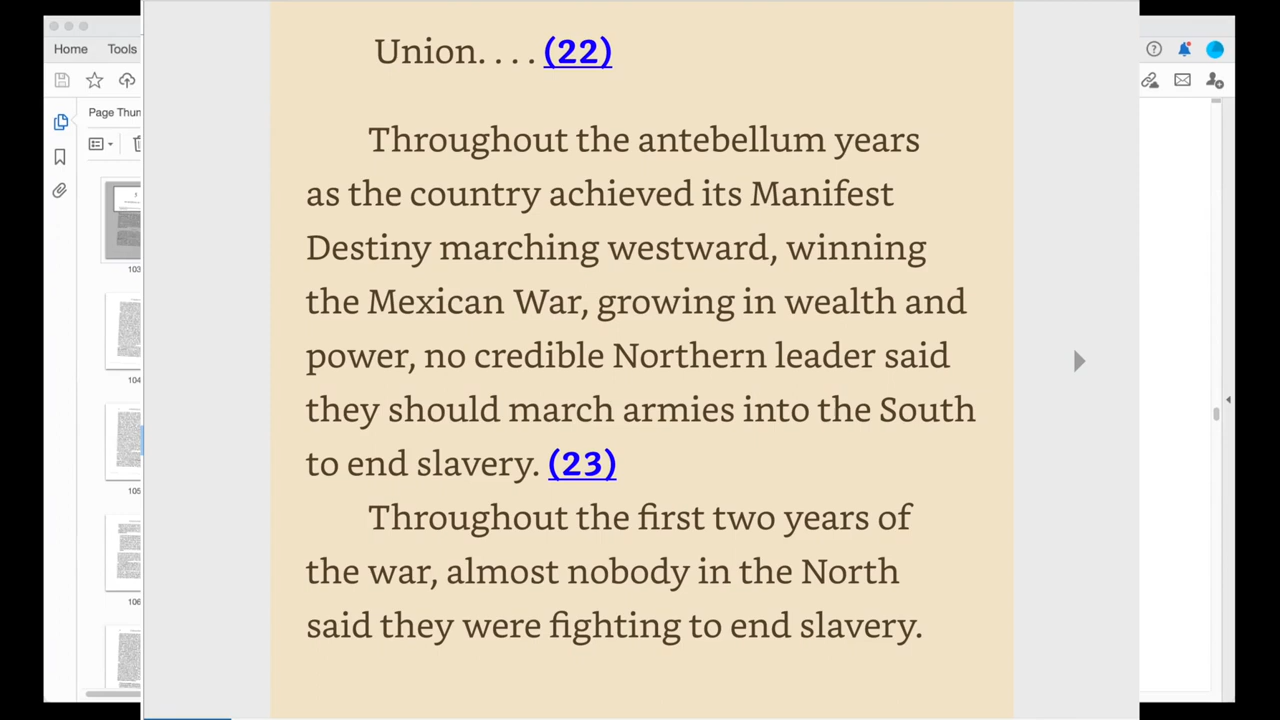 Home Tools
Page Thum
Union. . . . (22)
Throughout the antebellum years
as the country achieved its Manifest
Destiny marching westward, winning
the Mexican War, growing in wealth and
power, no credible Northern leader said
they should march armies into the South
to end slavery. (23)
Throughout the first two years of
the war, almost nobody in the North
said they were fighting to end slavery.
103
104
105
106